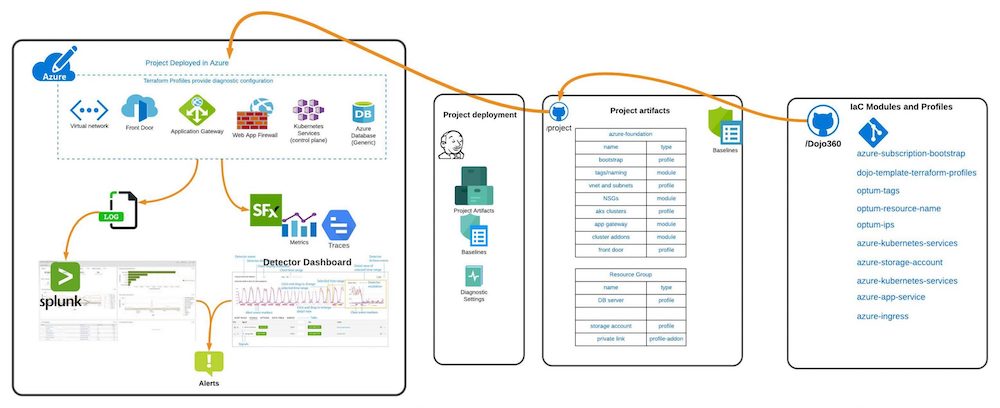 Azure
Project Deployed in Azure
Terraform Profiles provide diagnostic configuration
Virtual network
Front Door
Application Gateway
Web App Firewall
Kubernetes
Services
(control plane)
DB
Azure
Database
(Generic)
LOG
SFx
Metrics
Traces
splunk
Detector Dashboard
Alerts
Project deployment
Project Artifacts
Baselines
Diagnostic
Settings
/project
Project artifacts
Baselines
azure-foundation
name type
bootstrap profile
tags/naming module
vnet and subnets profile
NSGs module
aks clusters profile
app gateway module
cluster addons module
front door profile
Resource Group
name type
DB server profile
storage account profile
private link profile-addon
/Dojo360
IaC Modules and Profiles
azure-subscription-bootstrap
dojo-template-terraform-profiles
optum-tags
optum-resource-name
optum-ips
azure-kubernetes-services
azure-storage-account
azure-kubernetes-services
azure-app-service
azure-ingress